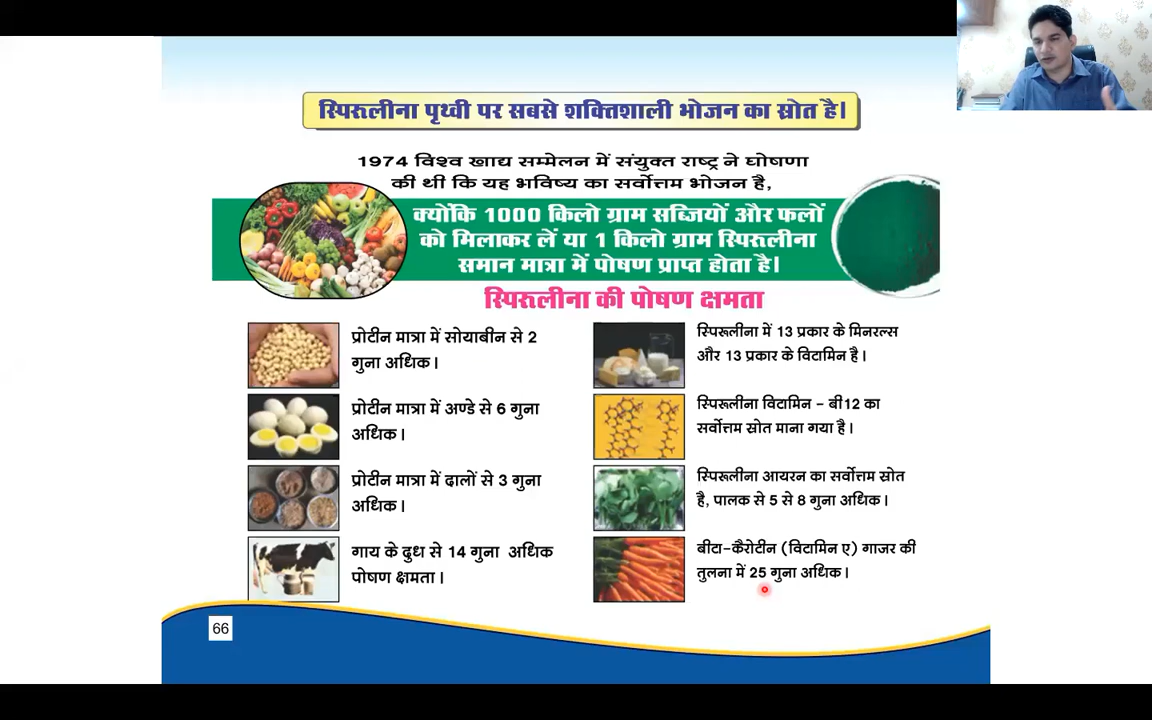 स्पिरूलीना पृथ्वी पर सबसे शक्तिशाली भोजन का स्रोत है।
1974 विश्व खाद्य सम्मेलन में संयुक्त राष्ट्र ने घोषणा
की थी कि यह भविष्य का सर्वोत्तम भोजन है,
क्योंकि 1000 किलो ग्राम सब्जियों और फलों
को मिलाकर लें या 1 किलो ग्राम स्पिरूलीना
समान मात्रा में पोषण प्राप्त होता है।
स्पिरूलीना की पोषण क्षमता
प्रोटीन मात्रा में सोयाबीन से 2
गुना अधिक।
प्रोटीन मात्रा में अण्डे से 6 गुना
अधिक।
प्रोटीन मात्रा में दालों से 3 गुना
अधिक।
गाय के दुध से 14 गुना अधिक
पोषण क्षमता।
स्पिरूलीना में 13 प्रकार के मिनरल्स
और 13 प्रकार के विटामिन है।
स्पिरूलीना विटामिन - बी12 का
सर्वोत्तम स्रोत माना गया है।
स्पिरूलीना आयरन का सर्वोत्तम स्रोत
है, पालक से 5 से 8 गुना अधिक।
बीटा-कैरोटीन (विटामिन ए) गाजर की
तुलना में 25 गुना अधिक।
66